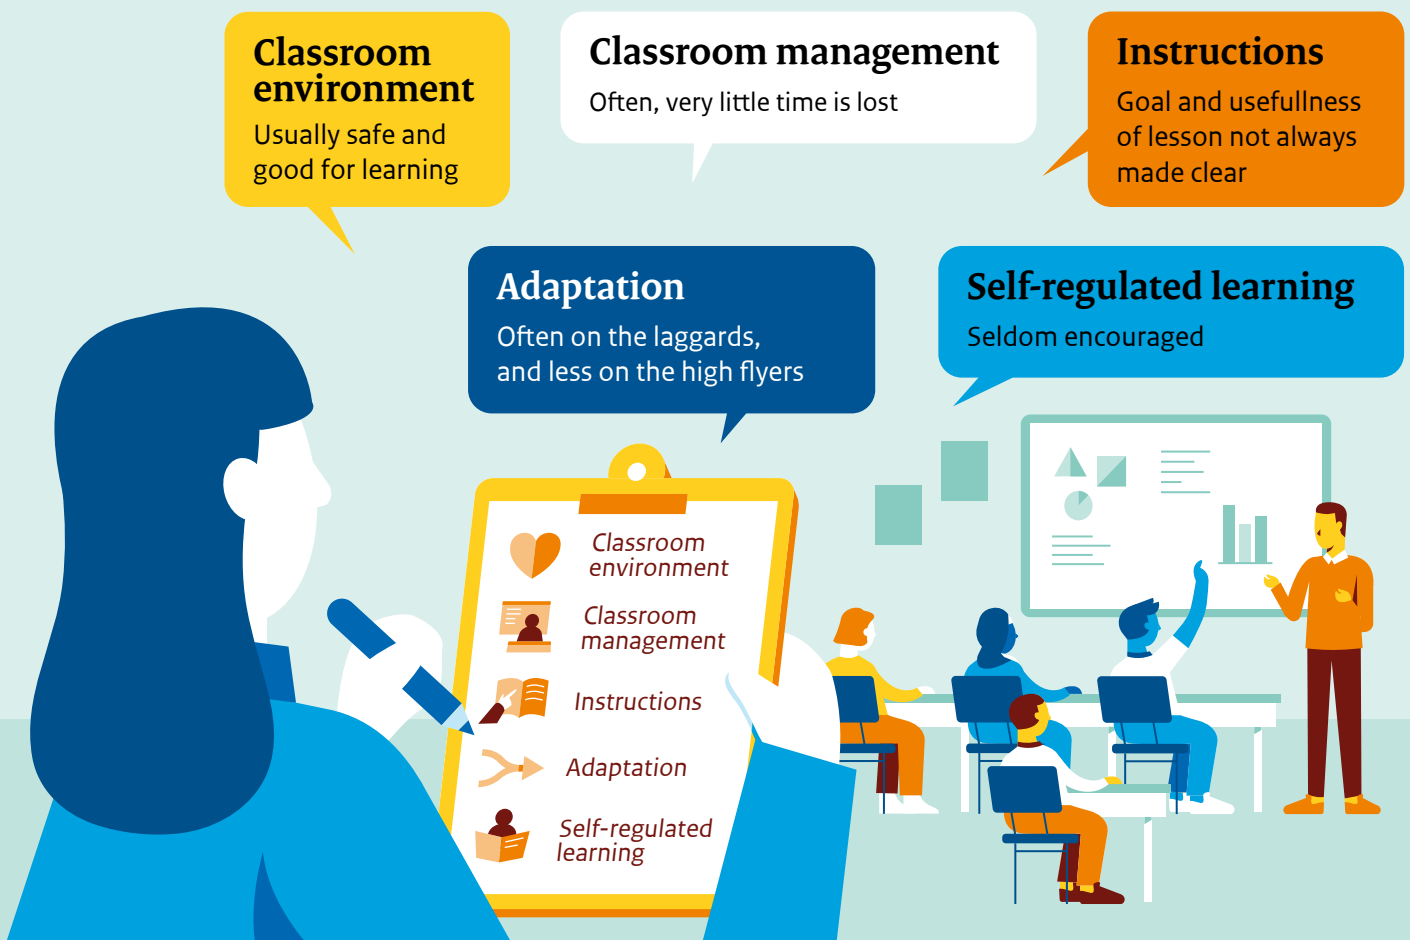 Classroom
environment
Usually safe and
good for learning
Classroom management
Often, very little time is lost
Instructions
Goal and usefullness
of lesson not always
made clear
Adaptation
Often on the laggards,
and less on the high flyers
Self-regulated learning
Seldom encouraged
Classroom
environment
Classroom
management
Instructions
Adaptation
Self-regulated
learning